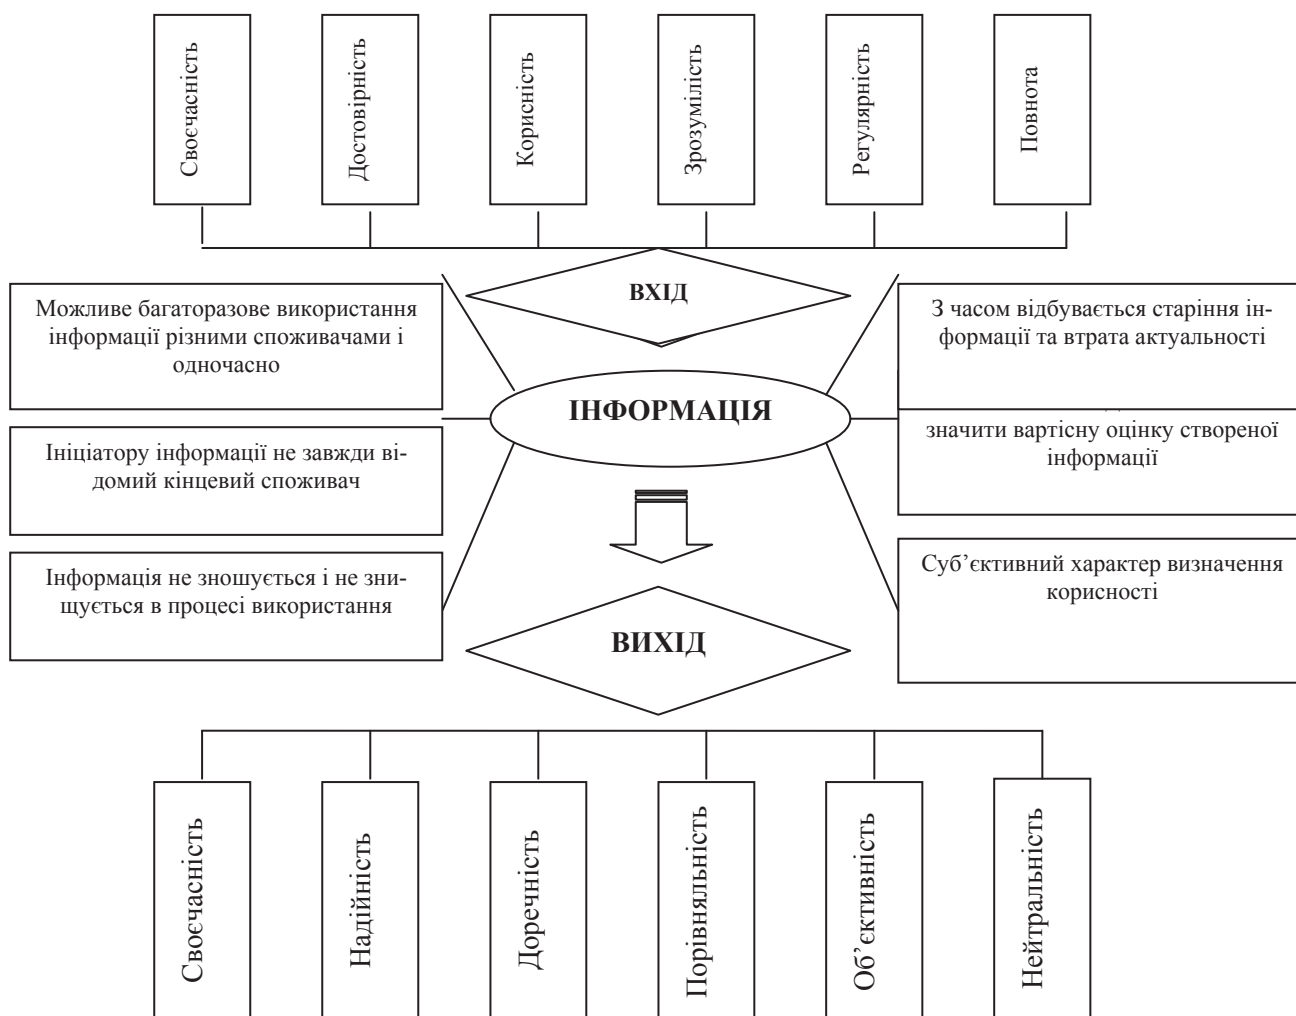 Своєчасність
Достовірність
Корисність
Зрозумілість
Регулярність
Повнота
ВХІД
Можливе багаторазове використання
інформації різними споживачами і
одночасно
З часом відбувається старіння ін-
формації та втрата актуальності
ІНФОРМАЦІЯ
Ініціатору інформації не завжди ві-
домий кінцевий споживач
значити вартісну оцінку створеної
інформації
Інформація не зношується і не зни-
щується в процесі використання
Суб’єктивний характер визначення
корисності
ВИХІД
Своєчасність
Надійність
Доречність
Порівняльність
Об’єктивність
Нейтральність